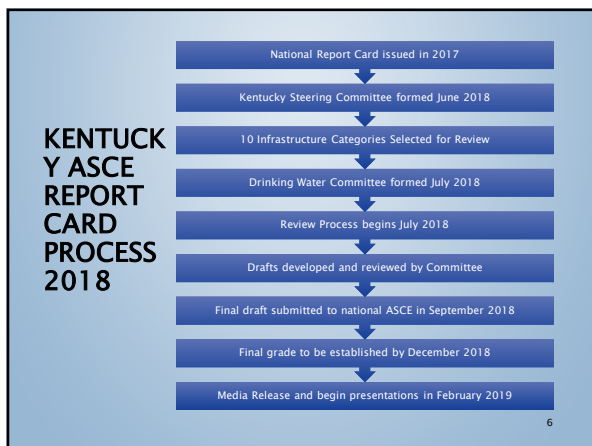 KENTUCK
Y ASCE
REPORT
CARD
PROCESS
2018
National Report Card issued in 2017
Kentucky Steering Committee formed June 2018
10 Infrastructure Categories Selected for Review
Drinking Water Committee formed July 2018
Review Process begins July 2018
Drafts developed and reviewed by Committee
Final draft submitted to national ASCE in September 2018
Final grade to be established by December 2018
Media Release and begin presentations in February 2019
6